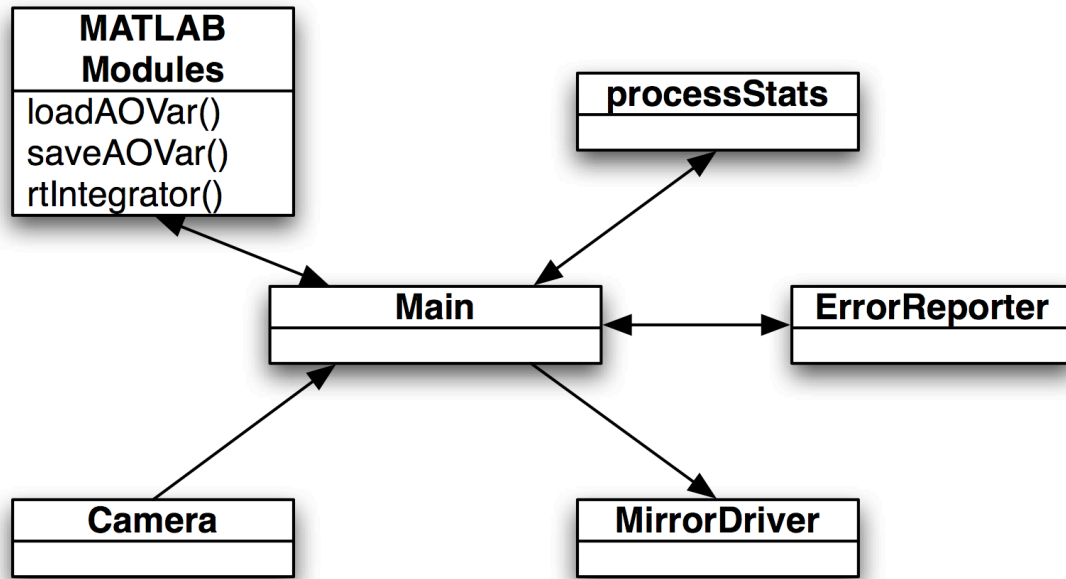 MATLAB
Modules
loadAOVar()
saveAOVar()
rtIntegrator()
processStats
Main
ErrorReporter
Camera
MirrorDriver